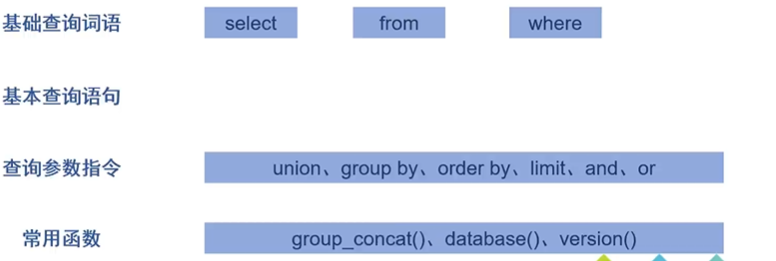 基础查询词语 select from where
基本查询语句
查询参数指令 union、group by、order by、limit、and、or
常用函数 group_concat()、database()、version()